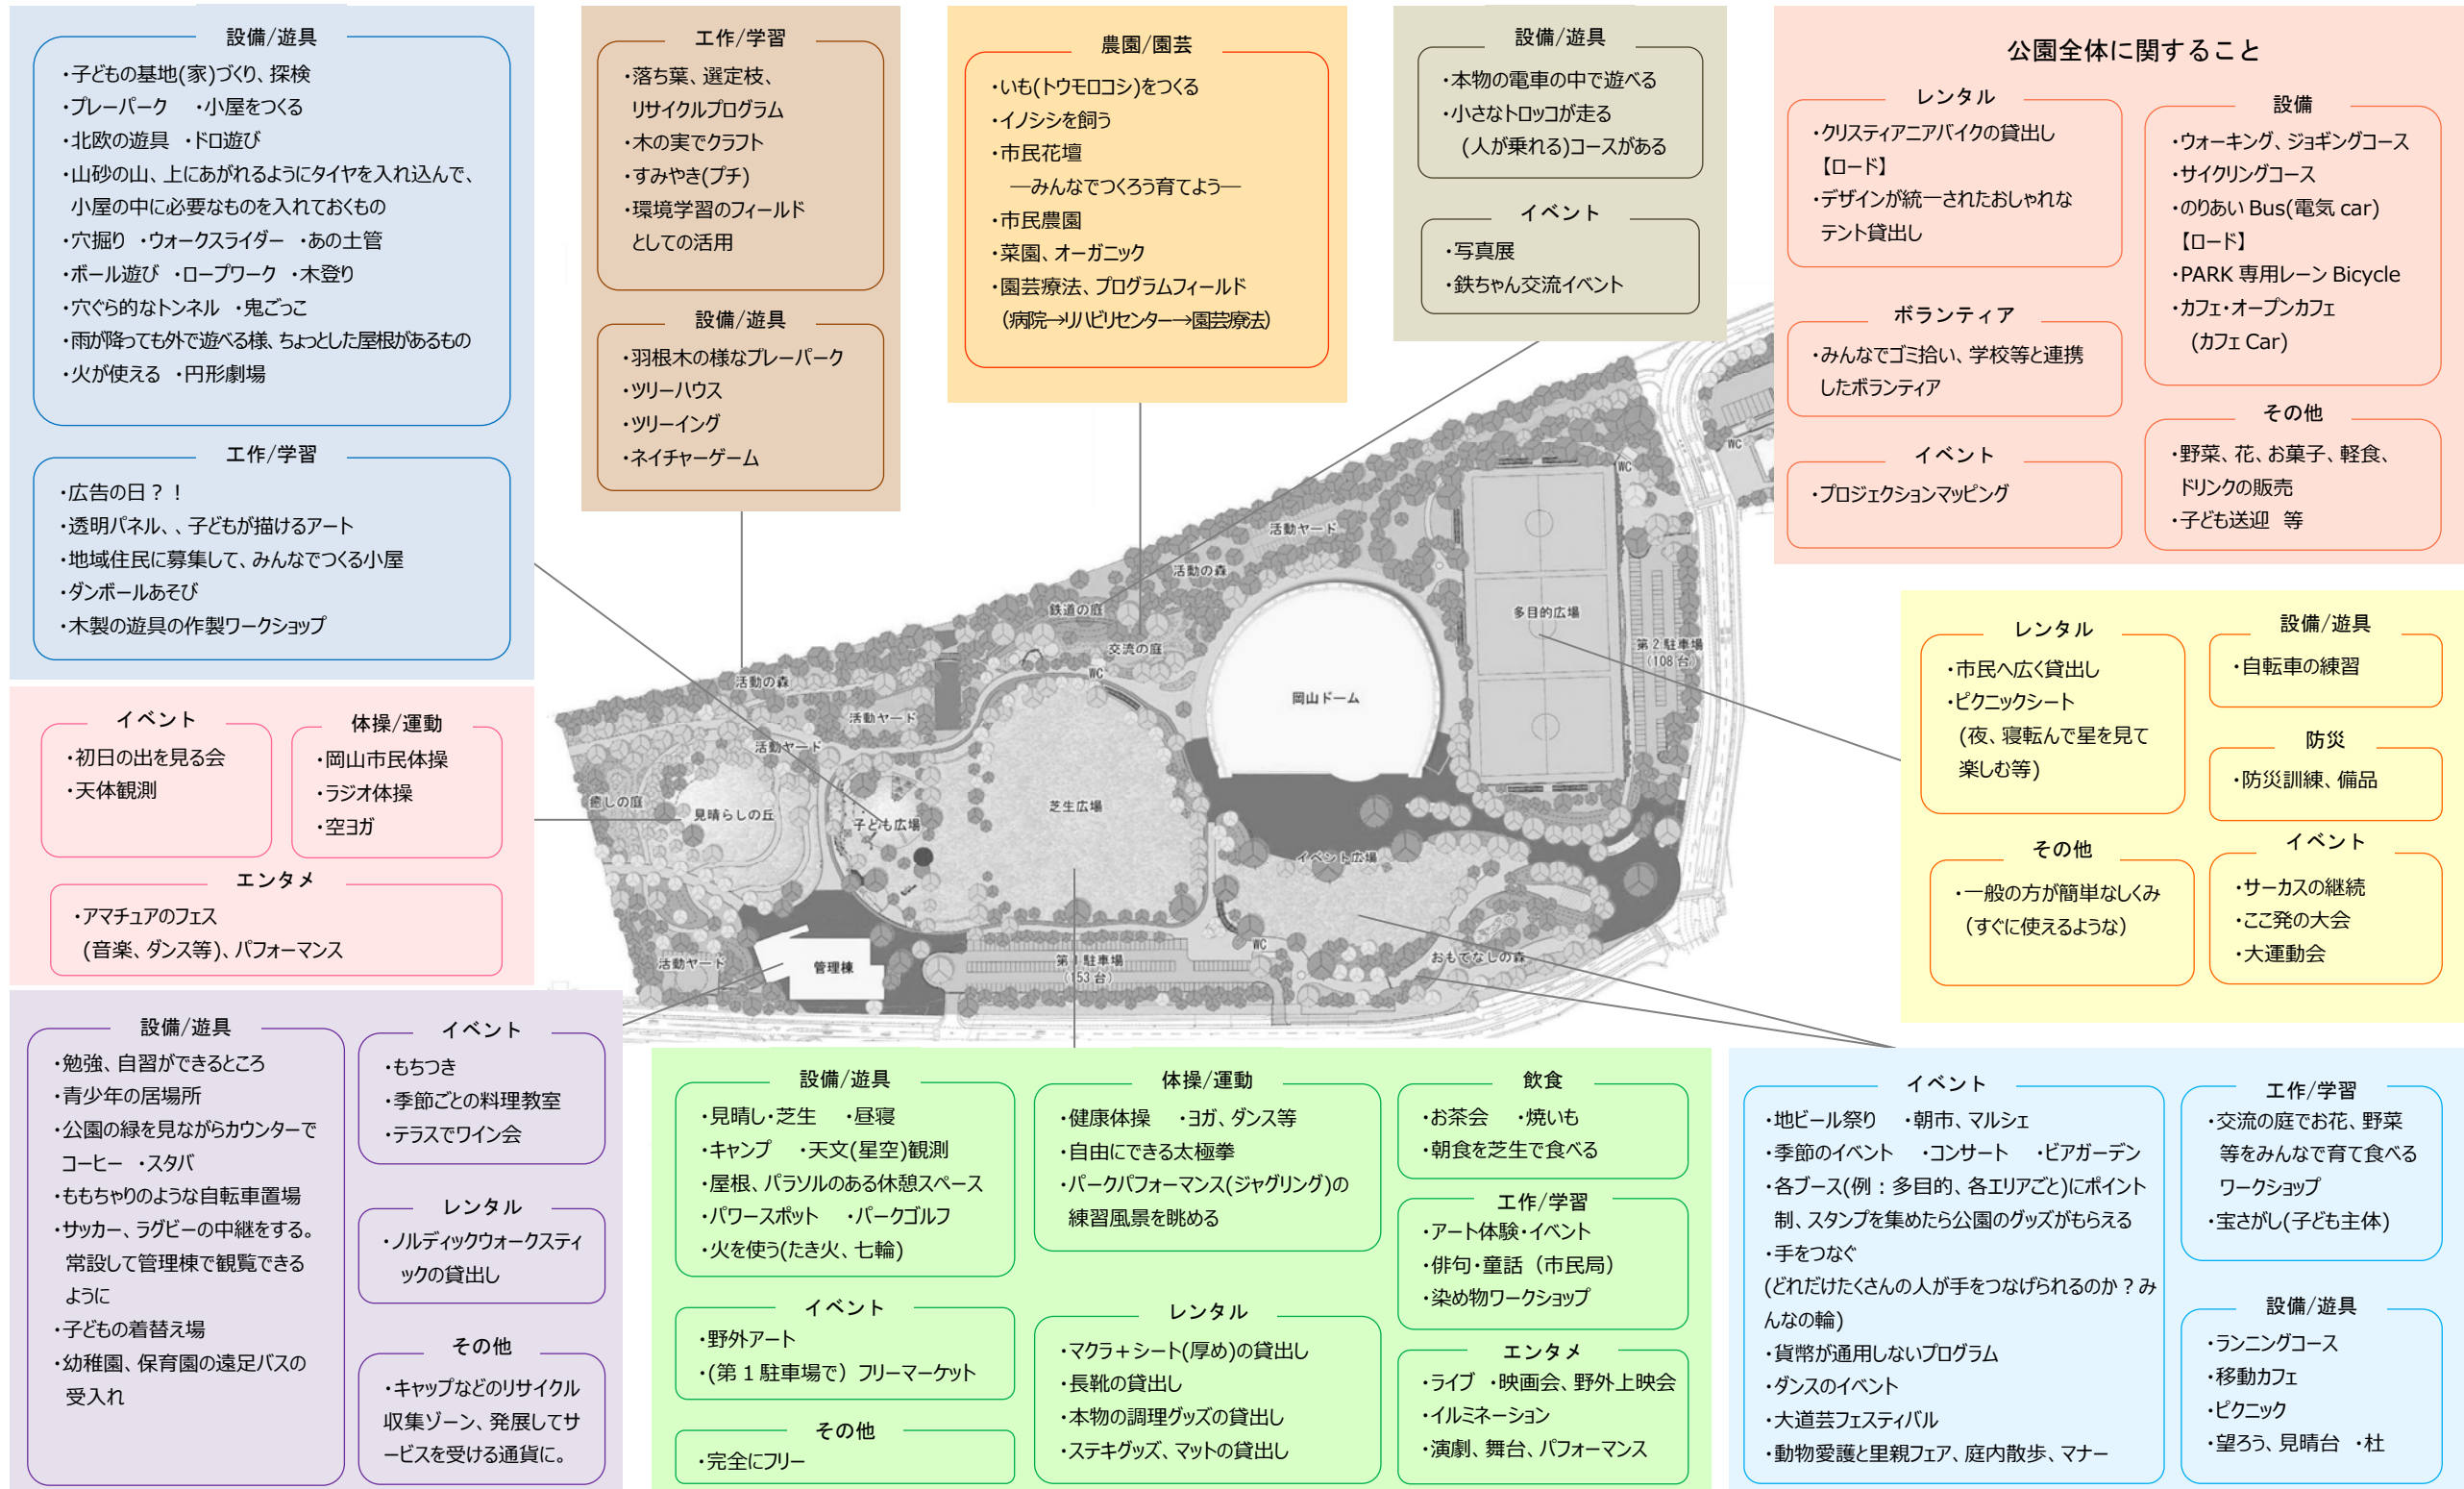 設備/遊具
・子どもの基地(家)づくり、探検
・プレーパーク　・小屋をつくる
・北欧の遊具　・ドロ遊び
・山砂の山、上にあがれるようにタイヤを入れ込んで、
小屋の中に必要なものを入れておくもの
・穴掘り　・ウォークスライダー　・あの土管
・ボール遊び　・ロープワーク　・木登り
・穴ぐら的なトンネル　・鬼ごっこ
・雨が降っても外で遊べる様、ちょっとした屋根があるもの
・火が使える　・円形劇場
工作/学習
・広告の日？！
・透明パネル、、子どもが描けるアート
・地域住民に募集して、みんなでつくる小屋
・ダンボールあそび
・木製の遊具の作製ワークショップ
工作/学習
・落ち葉、選定枝、
リサイクルプログラム
・木の実でクラフト
・すみやき(プチ)
・環境学習のフィールド
としての活用
設備/遊具
・羽根木の様なプレーパーク
・ツリーハウス
・ツリーイング
・ネイチャーゲーム
農園/園芸
・いも(トウモロコシ)をつくる
・イノシシを飼う
・市民花壇
―みんなでつくろう育てよう―
・市民農園
・菜園、オーガニック
・園芸療法、プログラムフィールド
(病院→リハビリセンター→園芸療法)
設備/遊具
・本物の電車の中で遊べる
・小さなトロッコが走る
(人が乗れる)コースがある
イベント
・写真展
・鉄ちゃん交流イベント
公園全体に関すること
レンタル
・クリスティアニアバイクの貸出し
【ロード】
・デザインが統一されたおしゃれな
テント貸出し
ボランティア
・みんなでゴミ拾い、学校等と連携
したボランティア
イベント
・プロジェクションマッピング
設備
・ウォーキング、ジョギングコース
・サイクリングコース
・のりあい Bus(電気 car)
【ロード】
・PARK 専用レーン Bicycle
・カフェ・オープンカフェ
(カフェ Car)
その他
・野菜、花、お菓子、軽食、
ドリンクの販売
・子ども送迎　等
WC
WC
活動ヤード
活動の森
鉄道の庭
交流の庭
WC
多目的広場
第２駐車場
(108 台)
岡山ドーム
活動の森
活動ヤード
活動ヤード
癒しの庭
見晴らしの丘
子ども広場
芝生広場
イベント広場
WC
おもてなしの森
第１駐車場
(153 台)
管理棟
活動ヤード
レンタル
・市民へ広く貸出し
・ピクニックシート
(夜、寝転んで星を見て
楽しむ等)
その他
・一般の方が簡単なしくみ
（すぐに使えるような）
設備/遊具
・自転車の練習
防災
・防災訓練、備品
イベント
・サーカスの継続
・ここ発の大会
・大運動会
イベント
・初日の出を見る会
・天体観測
体操/運動
・岡山市民体操
・ラジオ体操
・空ヨガ
エンタメ
・アマチュアのフェス
(音楽、ダンス等)、パフォーマンス
設備/遊具
・勉強、自習ができるところ
・青少年の居場所
・公園の緑を見ながらカウンターで
コーヒー　・スタバ
・ももちゃりのような自転車置場
・サッカー、ラグビーの中継をする。
常設して管理棟で観覧できる
ように
・子どもの着替え場
・幼稚園、保育園の遠足バスの
受入れ
イベント
・もちつき
・季節ごとの料理教室
・テラスでワイン会
レンタル
・ノルディックウォークスティ
ックの貸出し
その他
・キャップなどのリサイクル
収集ゾーン、発展してサ
ービスを受ける通貨に。
設備/遊具
・見晴し・芝生　・昼寝
・キャンプ　・天文(星空)観測
・屋根、パラソルのある休憩スペース
・パワースポット　・パークゴルフ
・火を使う(たき火、七輪)
イベント
・野外アート
・(第１駐車場で）フリーマーケット
その他
・完全にフリー
体操/運動
・健康体操　・ヨガ、ダンス等
・自由にできる太極拳
・パークパフォーマンス(ジャグリング)の
練習風景を眺める
レンタル
・マクラ＋シート(厚め)の貸出し
・長靴の貸出し
・本物の調理グッズの貸出し
・ステキグッズ、マットの貸出し
飲食
・お茶会　・焼いも
・朝食を芝生で食べる
工作/学習
・アート体験・イベント
・俳句・童話（市民局）
・染め物ワークショップ
エンタメ
・ライブ　・映画会、野外上映会
・イルミネーション
・演劇、舞台、パフォーマンス
イベント
・地ビール祭り　・朝市、マルシェ
・季節のイベント　・コンサート　・ビアガーデン
・各ブース(例：多目的、各エリアごと)にポイント
制、スタンプを集めたら公園のグッズがもらえる
・手をつなぐ
(どれだけたくさんの人が手をつなげられるのか？み
んなの輪)
・貨幣が通用しないプログラム
・ダンスのイベント
・大道芸フェスティバル
・動物愛護と里親フェア、庭内散歩、マナー
工作/学習
・交流の庭でお花、野菜
等をみんなで育て食べる
ワークショップ
・宝さがし(子ども主体)
設備/遊具
・ランニングコース
・移動カフェ
・ピクニック
・望ろう、見晴台　・杜